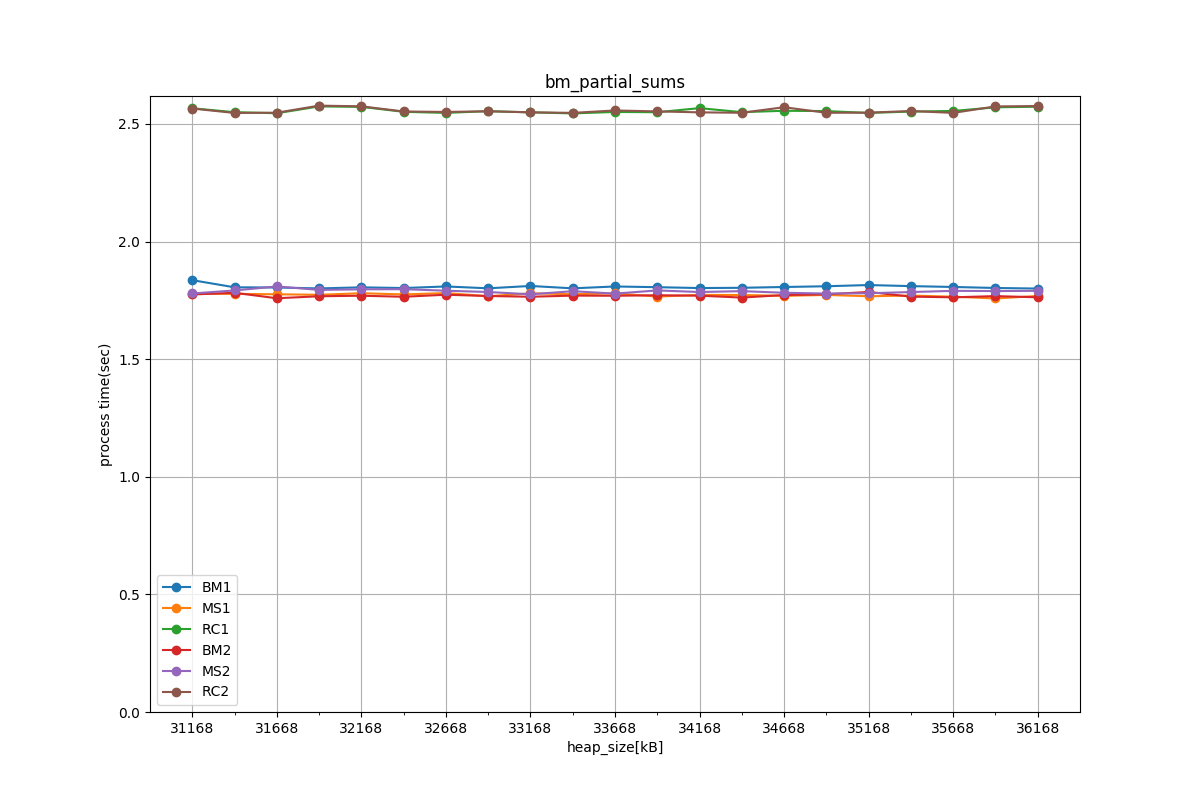 bm_partial_sums
process time(sec)
2.5
2.0
1.5
1.0
0.5
0.0
BM1
MS1
RC1
BM2
MS2
RC2
31168 31668 32168 32668 33168 33668 34168 34668 35168 35668 36168
heap_size[kB]